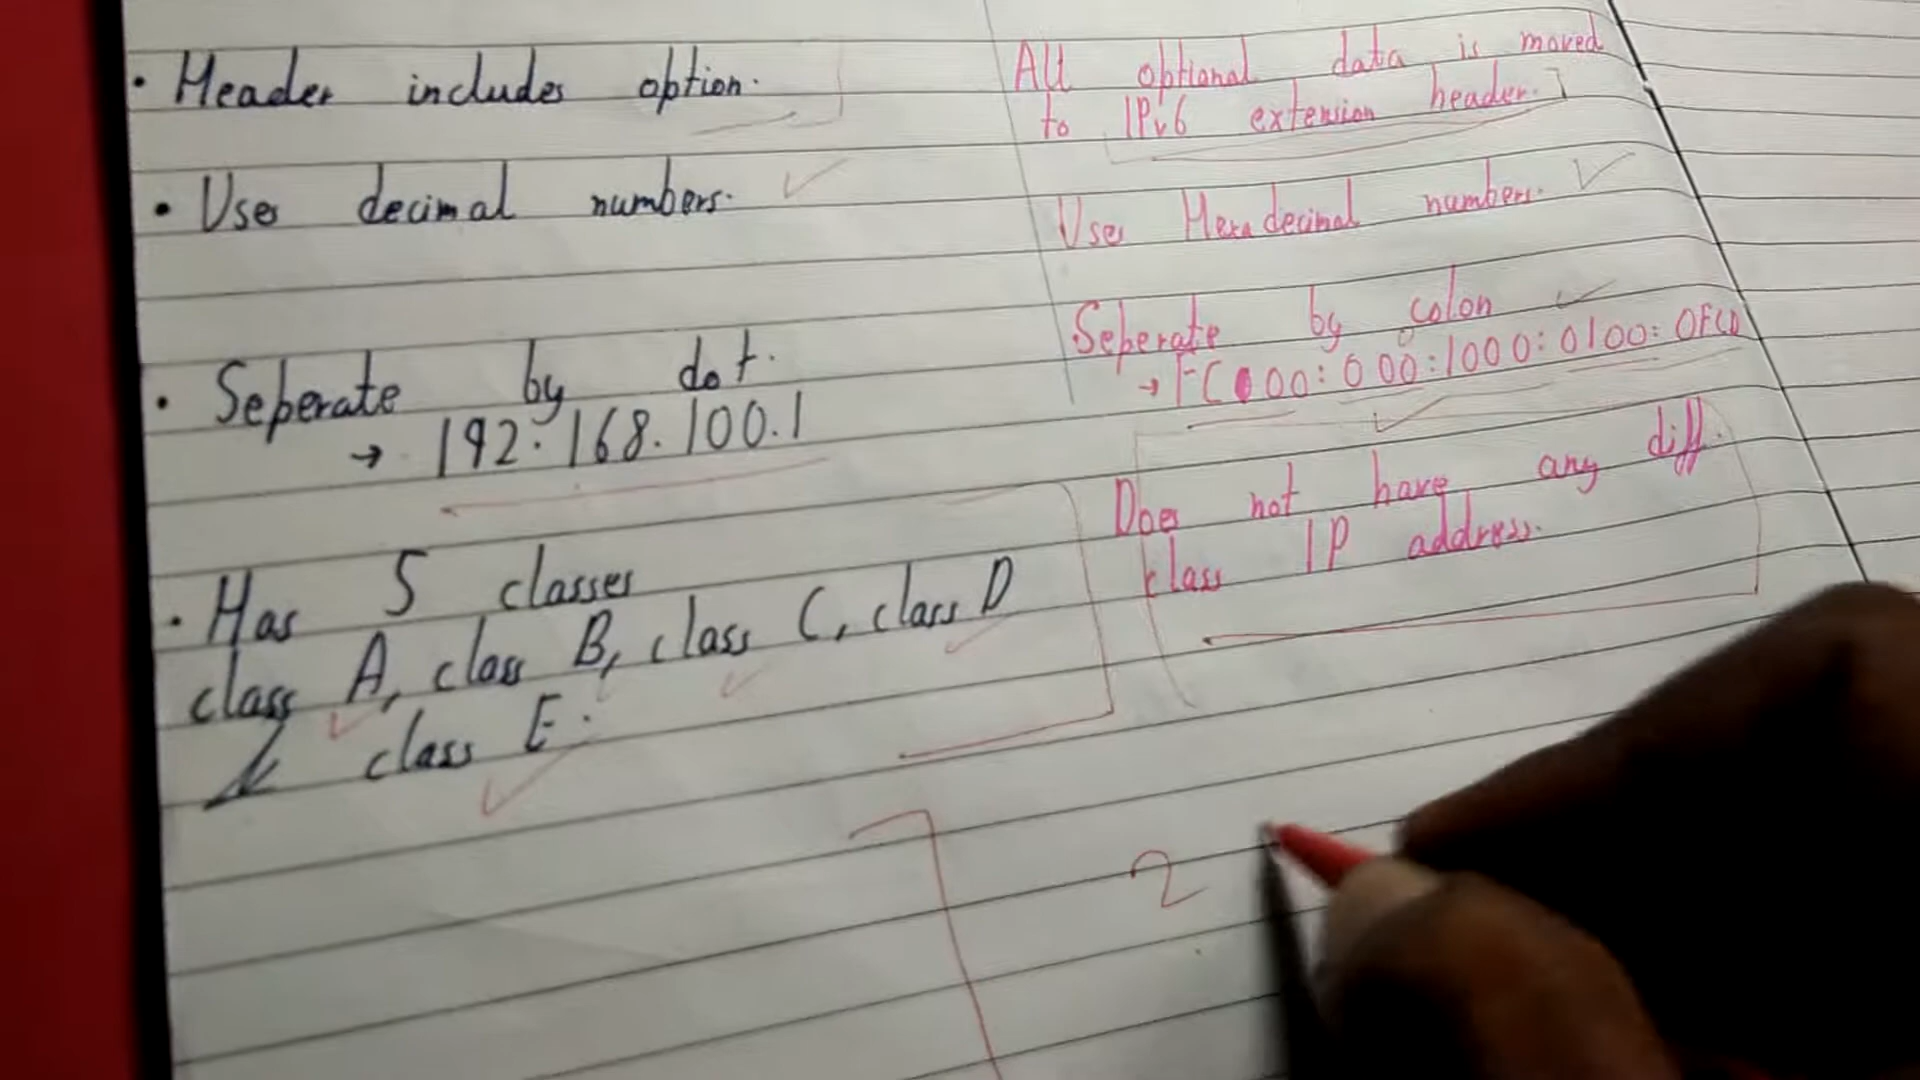 • Header includes option.
• Uses decimal numbers.
• Seperate by dot.
→ 192.168.100.1
• Has 5 classes
class A, class B, class C, class D
& class E.
All optional data is moved
to IPv6 extension header.
Uses Hexadecimal numbers.
Seperate by colon
→ FC000:000:1000:0100:0FCD
Does not have any diff.
class IP address.
2